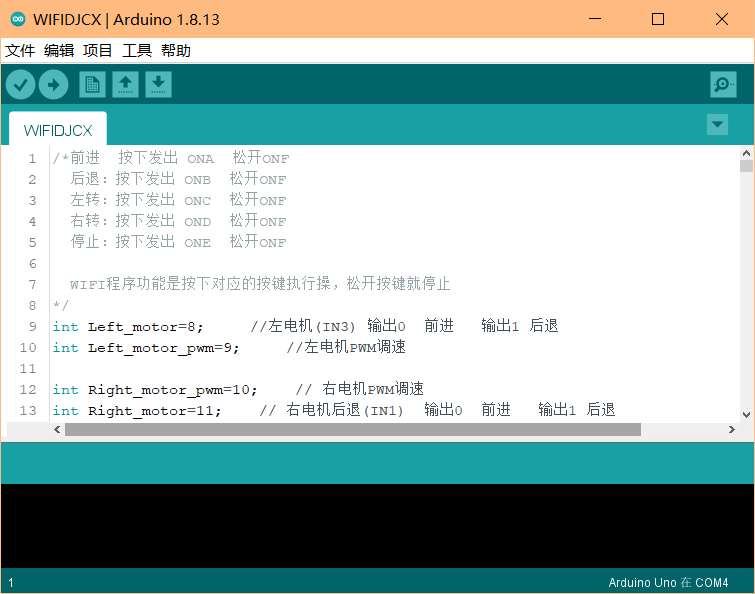 WIFIDJCX | Arduino 1.8.13
文件 编辑 项目 工具 帮助
WIFIDJCX
1 /*前进  按下发出 ONA  松开ONF
2   后退: 按下发出 ONB  松开ONF
3   左转: 按下发出 ONC  松开ONF
4   右转: 按下发出 OND  松开ONF
5   停止: 按下发出 ONE  松开ONF
6
7   WIFI程序功能是按下对应的按键执行操，松开按键就停止
8 */
9 int Left_motor=8;     //左电机(IN3) 输出0  前进   输出1 后退
10 int Left_motor_pwm=9;     //左电机PWM调速
11
12 int Right_motor_pwm=10;    // 右电机PWM调速
13 int Right_motor=11;    // 右电机后退(IN1)  输出0  前进   输出1 后退
1 Arduino Uno 在 COM4